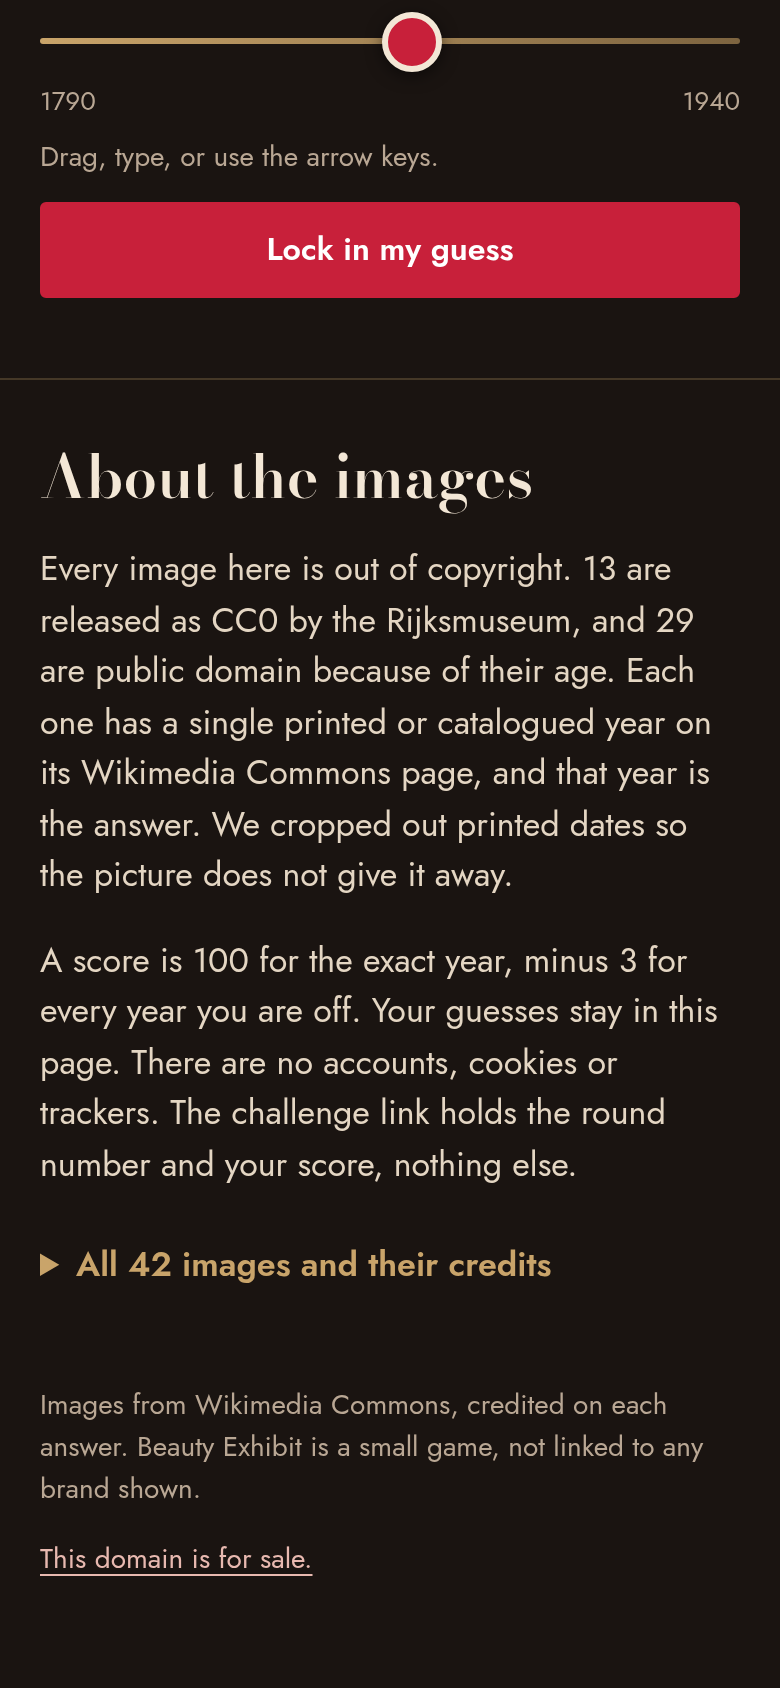 1790
1940
Drag, type, or use the arrow keys.
Lock in my guess
About the images
Every image here is out of copyright. 13 are
released as CC0 by the Rijksmuseum, and 29
are public domain because of their age. Each
one has a single printed or catalogued year on
its Wikimedia Commons page, and that year is
the answer. We cropped out printed dates so
the picture does not give it away.
A score is 100 for the exact year, minus 3 for
every year you are off. Your guesses stay in this
page. There are no accounts, cookies or
trackers. The challenge link holds the round
number and your score, nothing else.
All 42 images and their credits
Images from Wikimedia Commons, credited on each
answer. Beauty Exhibit is a small game, not linked to any
brand shown.
This domain is for sale.